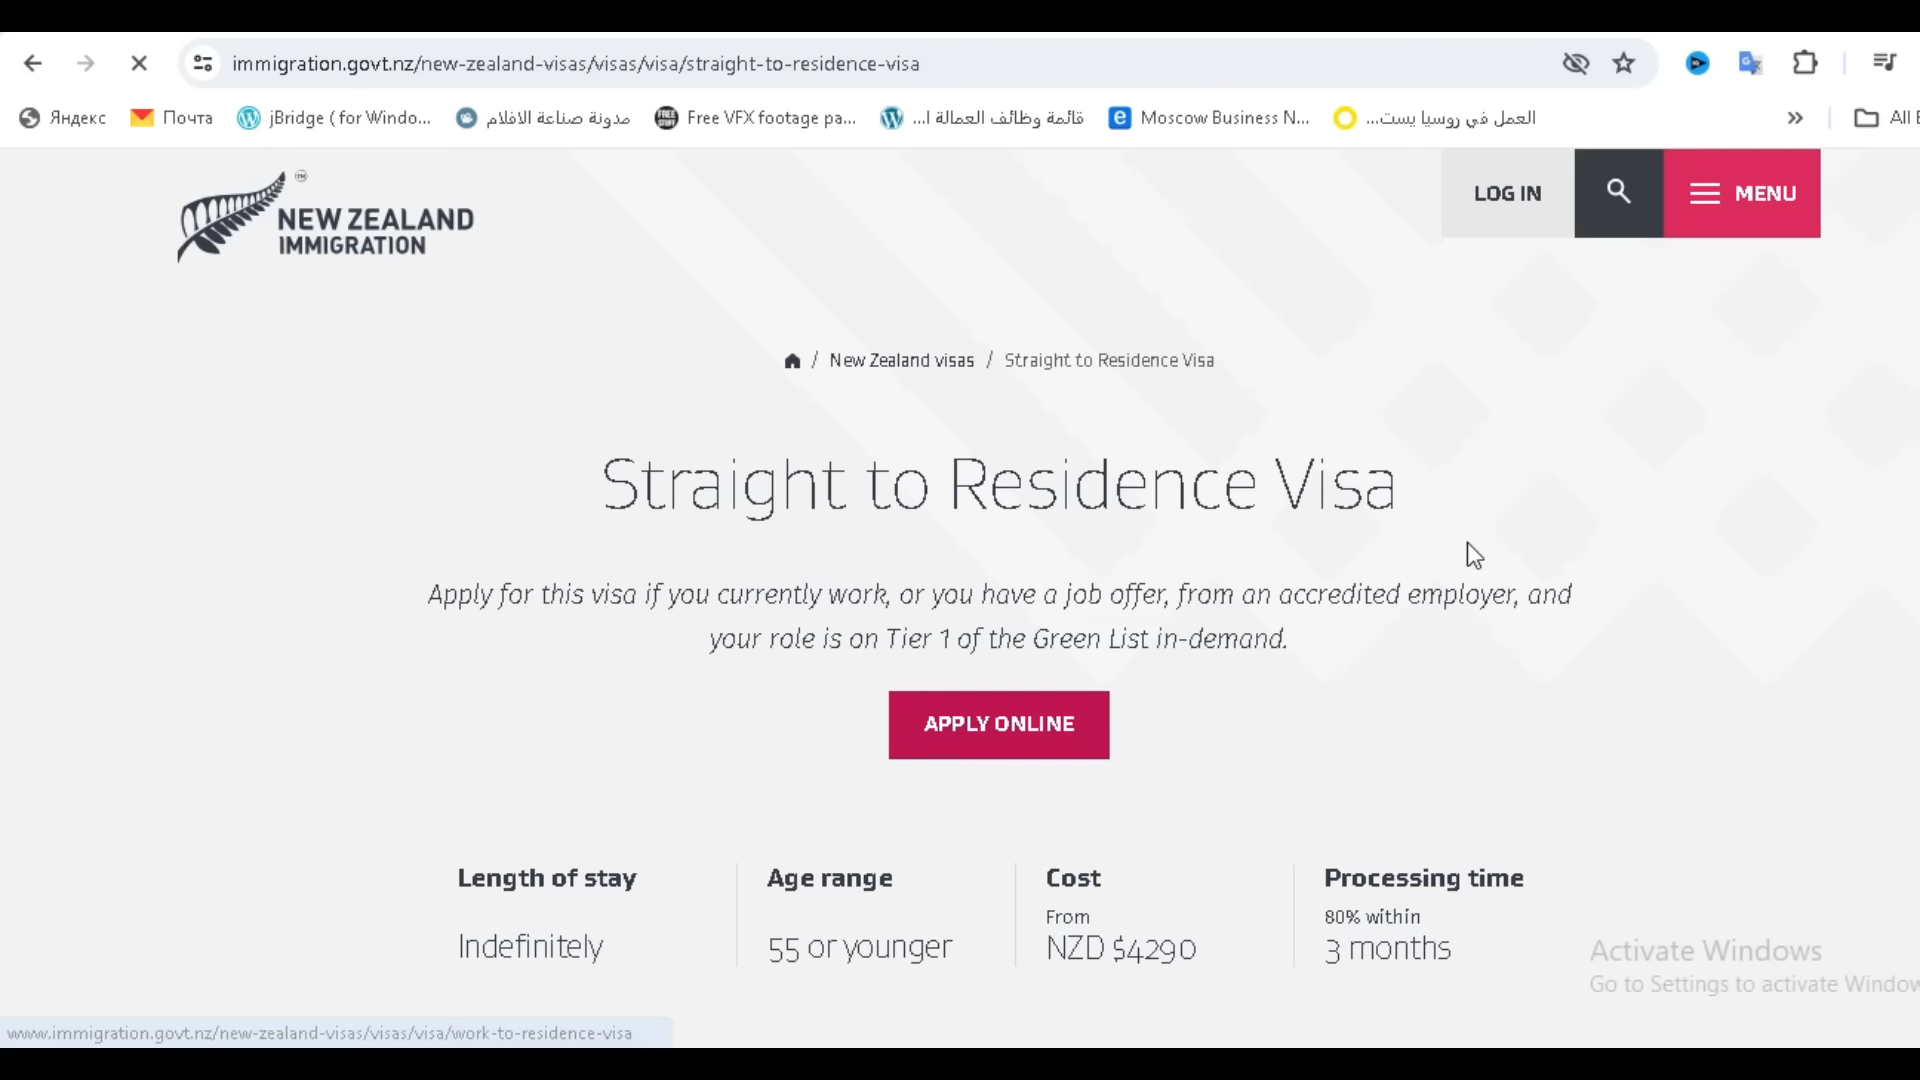 immigration.govt.nz/new-zealand-visas/visas/visa/straight-to-residence-visa
Яндекс
Почта
jBridge ( for Windo...
مدونة صناعة الافلام
Free VFX footage pa...
قائمة وظائف العمالة ا...
Moscow Business N...
العمل في روسيا يست...
All
TM
NEW ZEALAND
IMMIGRATION
LOG IN
MENU
/ New Zealand visas / Straight to Residence Visa
Straight to Residence Visa
Apply for this visa if you currently work, or you have a job offer, from an accredited employer, and
your role is on Tier 1 of the Green List in-demand.
APPLY ONLINE
Length of stay
Indefinitely
Age range
55 or younger
Cost
From
NZD $4290
Processing time
80% within
3 months
Activate Windows
Go to Settings to activate Window
www.immigration.govt.nz/new-zealand-visas/visas/visa/work-to-residence-visa